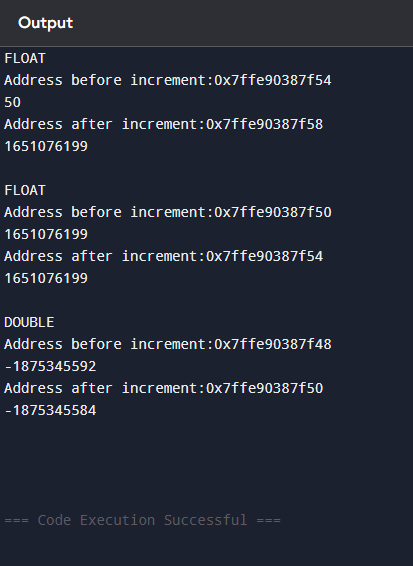 Output
FLOAT
Address before increment:0x7ffe90387f54
50
Address after increment:0x7ffe90387f58
1651076199
FLOAT
Address before increment:0x7ffe90387f50
1651076199
Address after increment:0x7ffe90387f54
1651076199
DOUBLE
Address before increment:0x7ffe90387f48
-1875345592
Address after increment:0x7ffe90387f50
-1875345584
=== Code Execution Successful ===